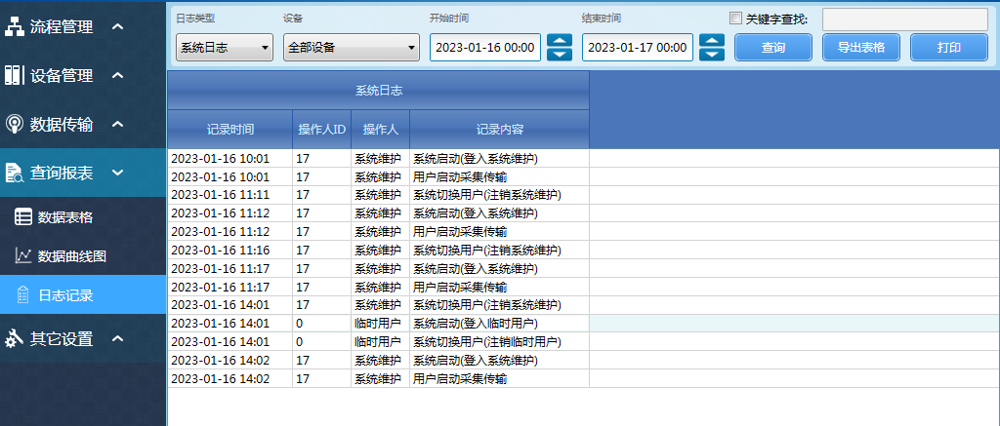 流程管理
设备管理
数据传输
查询报表
数据表格
数据曲线图
日志记录
其它设置
日志类型 设备 开始时间 结束时间 关键字查找:
系统日志 全部设备 2023-01-16 00:00 2023-01-17 00:00 查询 导出表格 打印
系统日志
记录时间 操作人ID 操作人 记录内容
2023-01-16 10:01 17 系统维护 系统启动(登入系统维护)
2023-01-16 10:01 17 系统维护 用户启动采集传输
2023-01-16 11:11 17 系统维护 系统切换用户(注销系统维护)
2023-01-16 11:12 17 系统维护 系统启动(登入系统维护)
2023-01-16 11:12 17 系统维护 用户启动采集传输
2023-01-16 11:16 17 系统维护 系统切换用户(注销系统维护)
2023-01-16 11:17 17 系统维护 系统启动(登入系统维护)
2023-01-16 11:17 17 系统维护 用户启动采集传输
2023-01-16 14:01 17 系统维护 系统切换用户(注销系统维护)
2023-01-16 14:01 0 临时用户 系统启动(登入临时用户)
2023-01-16 14:01 0 临时用户 系统切换用户(注销临时用户)
2023-01-16 14:02 17 系统维护 系统启动(登入系统维护)
2023-01-16 14:02 17 系统维护 用户启动采集传输